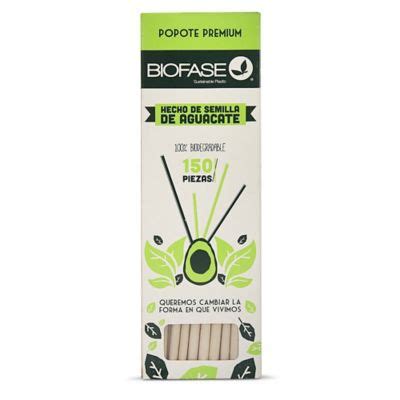 POPOTE PREMIUM
BIOFASE
®
Sustainable Plastic
HECHO DE SEMILLA
DE AGUACATE
100% BIODEGRADABLE
150
PIEZAS
QUEREMOS CAMBIAR LA
FORMA EN QUE VIVIMOS